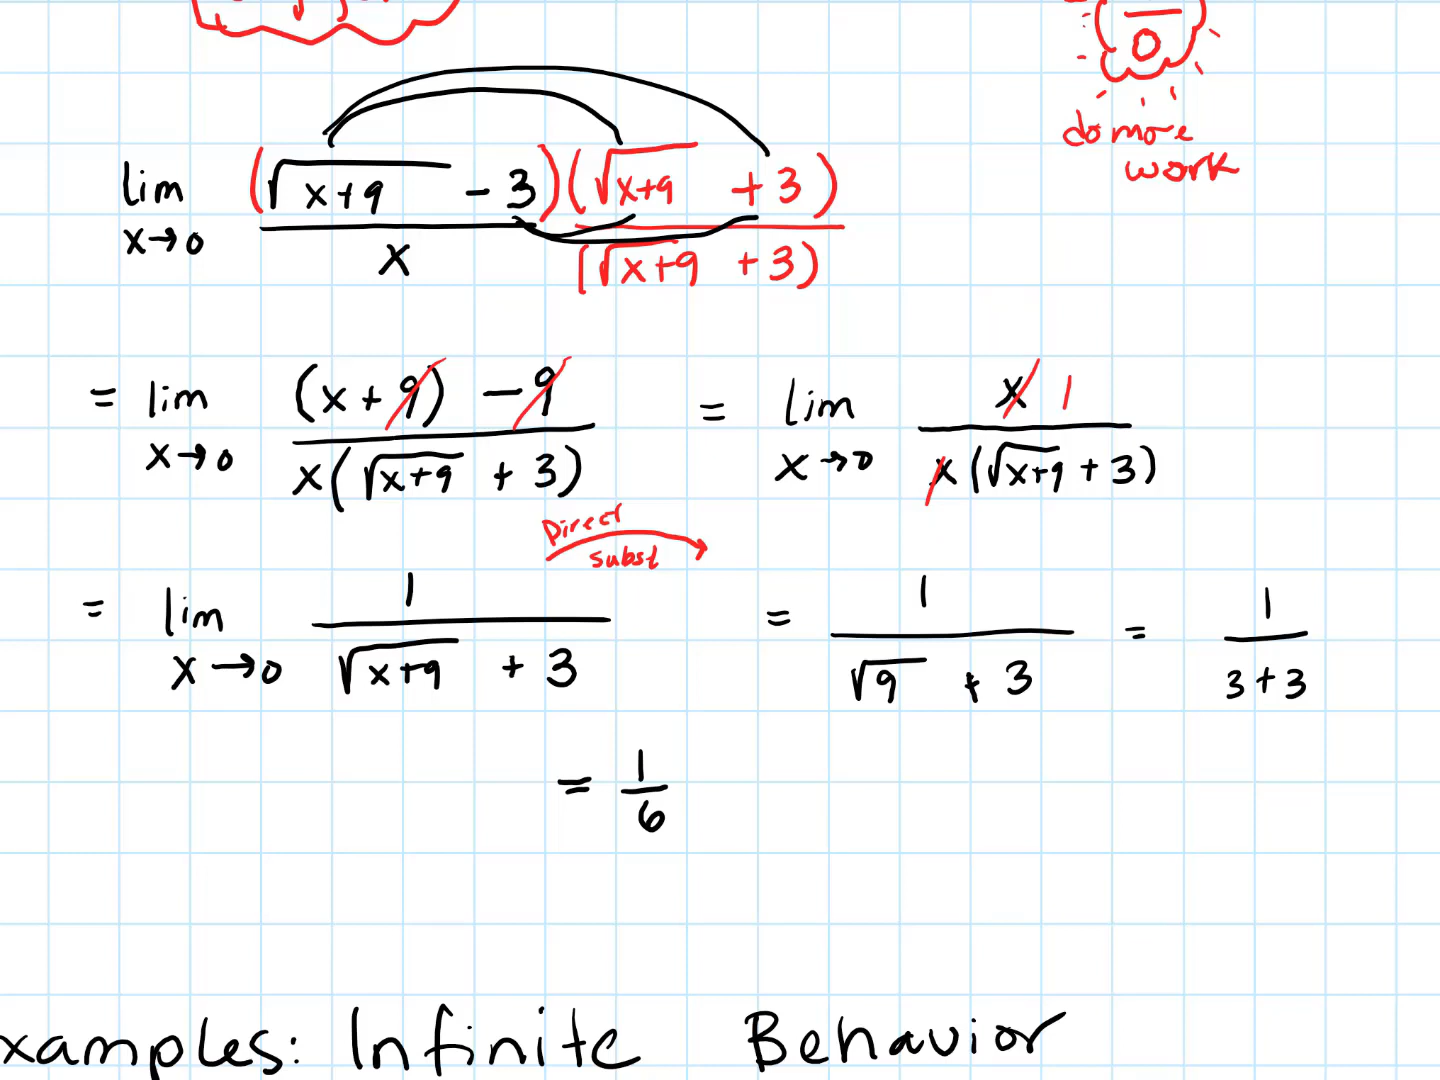 0
do more
work
lim x→0 (√(x+9) - 3)(√(x+9) + 3) / x (√(x+9) + 3)
= lim x→0 (x + 9) - 9 / x(√(x+9) + 3) = lim x→0 x 1 / x(√(x+9) + 3)
Direct
subst
= lim x→0 1 / √(x+9) + 3 = 1 / √9 + 3 = 1 / 3+3
= 1/6
xamples: Infinite Behavior